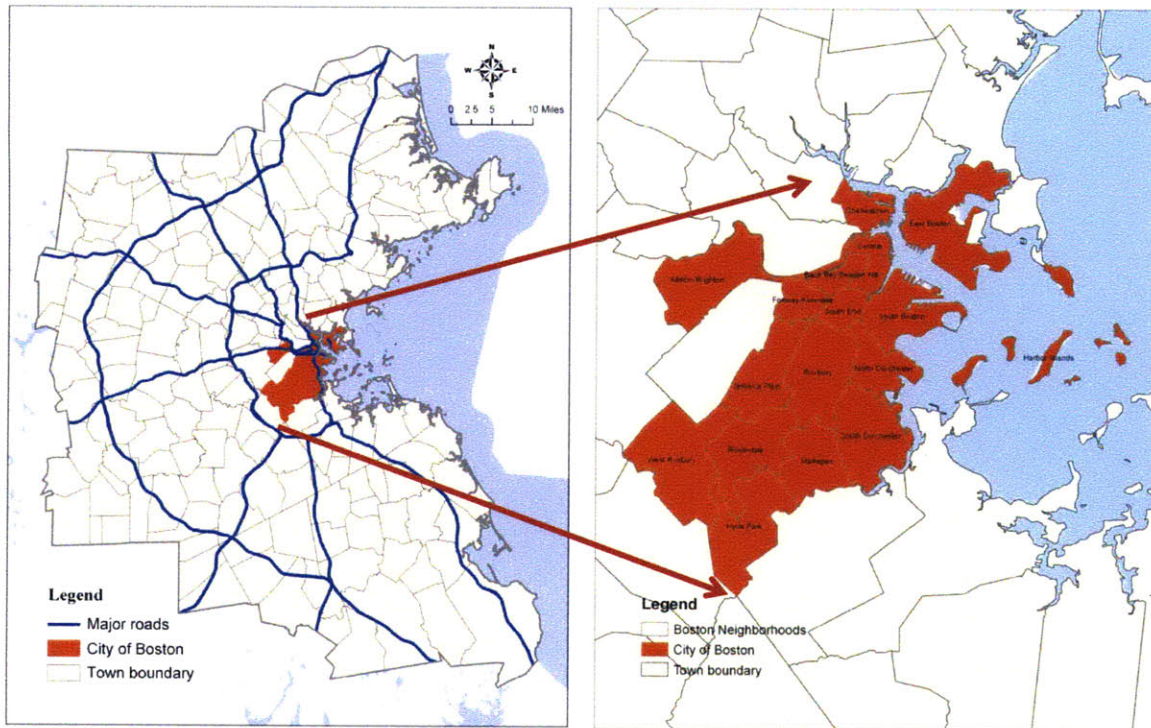 N
W E
S
0 2.5 5 10 Miles
Legend
Major roads
City of Boston
Town boundary
Charlestown
East Boston
Central
Back Bay Beacon Hill
Allston Brighton
Fenway Kenmore
South End
South Boston
Harbor Islands
Jamaica Plain
Roxbury
North Dorchester
South Dorchester
West Roxbury
Roslindale
Mattapan
Hyde Park
Legend
Boston Neighborhoods
City of Boston
Town boundary